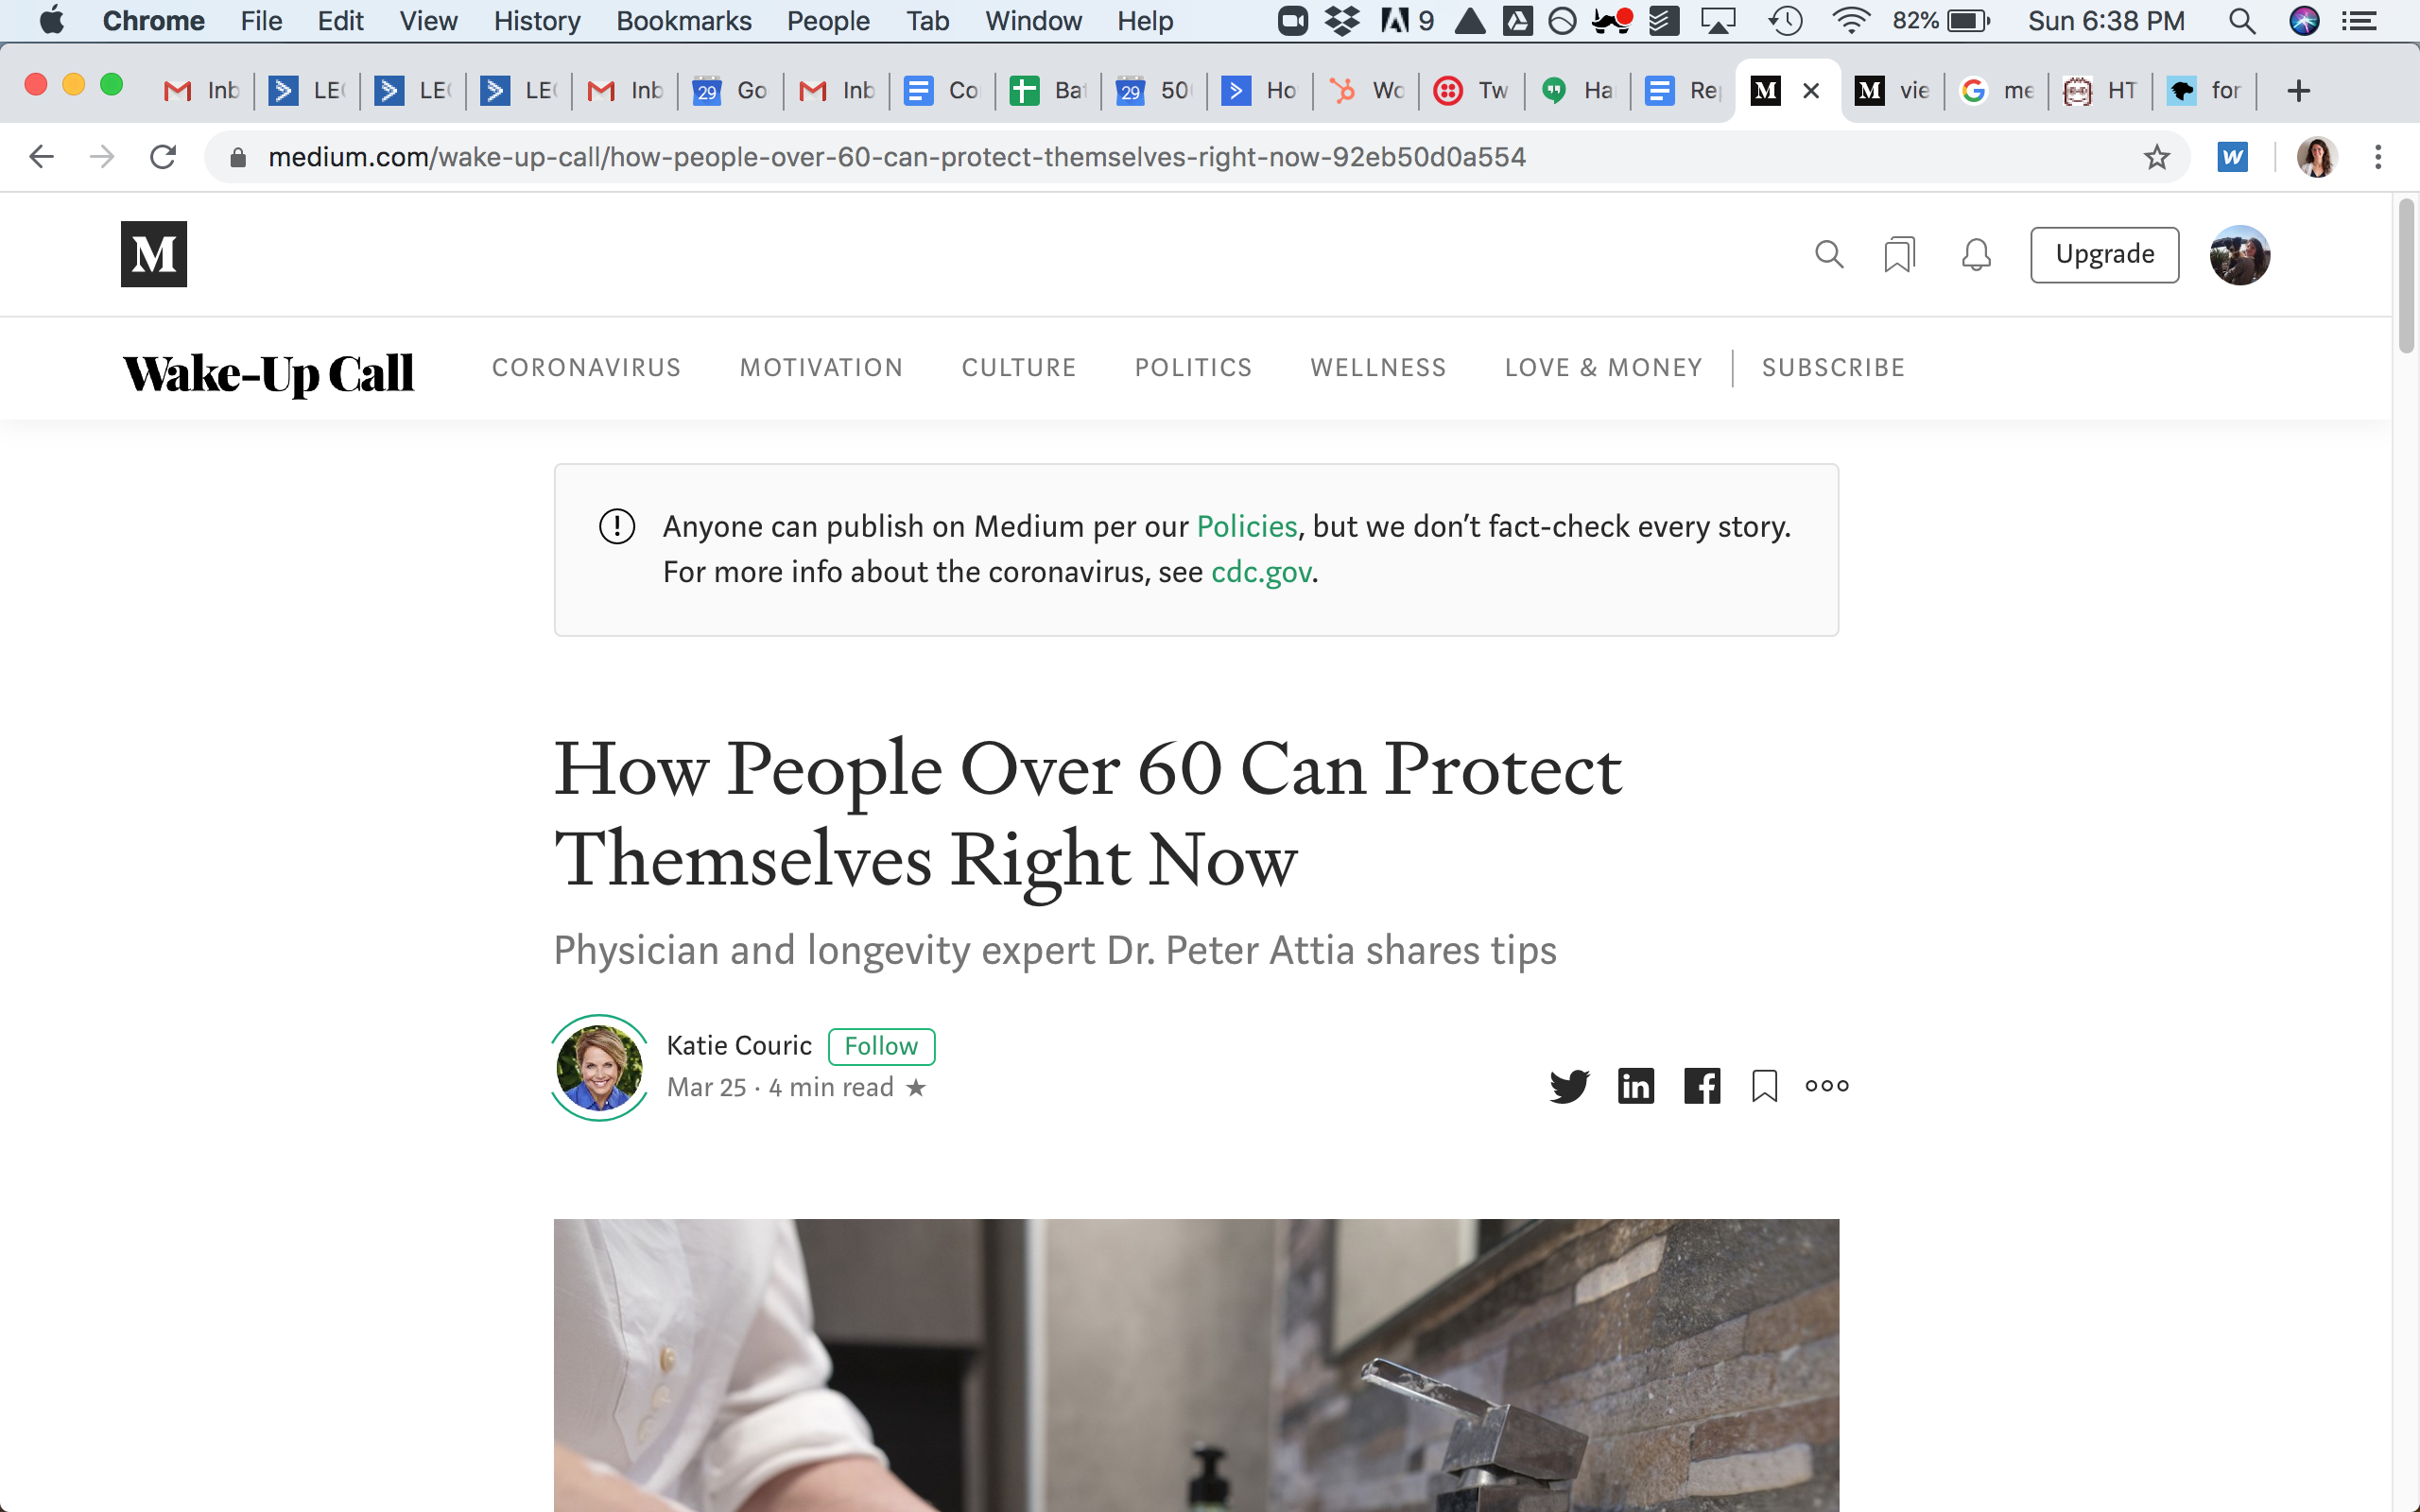 Chrome File Edit View History Bookmarks People Tab Window Help 9 82% Sun 6:38 PM
Inb LE LE LE Inb 29 Go Inb Co Bat 29 50 Ho Wo Tw Ha Re M M vie me HT for
medium.com/wake-up-call/how-people-over-60-can-protect-themselves-right-now-92eb50d0a554
M Upgrade
Wake-Up Call CORONAVIRUS MOTIVATION CULTURE POLITICS WELLNESS LOVE & MONEY SUBSCRIBE
Anyone can publish on Medium per our Policies, but we don’t fact-check every story.
For more info about the coronavirus, see cdc.gov.
How People Over 60 Can Protect
Themselves Right Now
Physician and longevity expert Dr. Peter Attia shares tips
Katie Couric Follow
Mar 25 · 4 min read ★